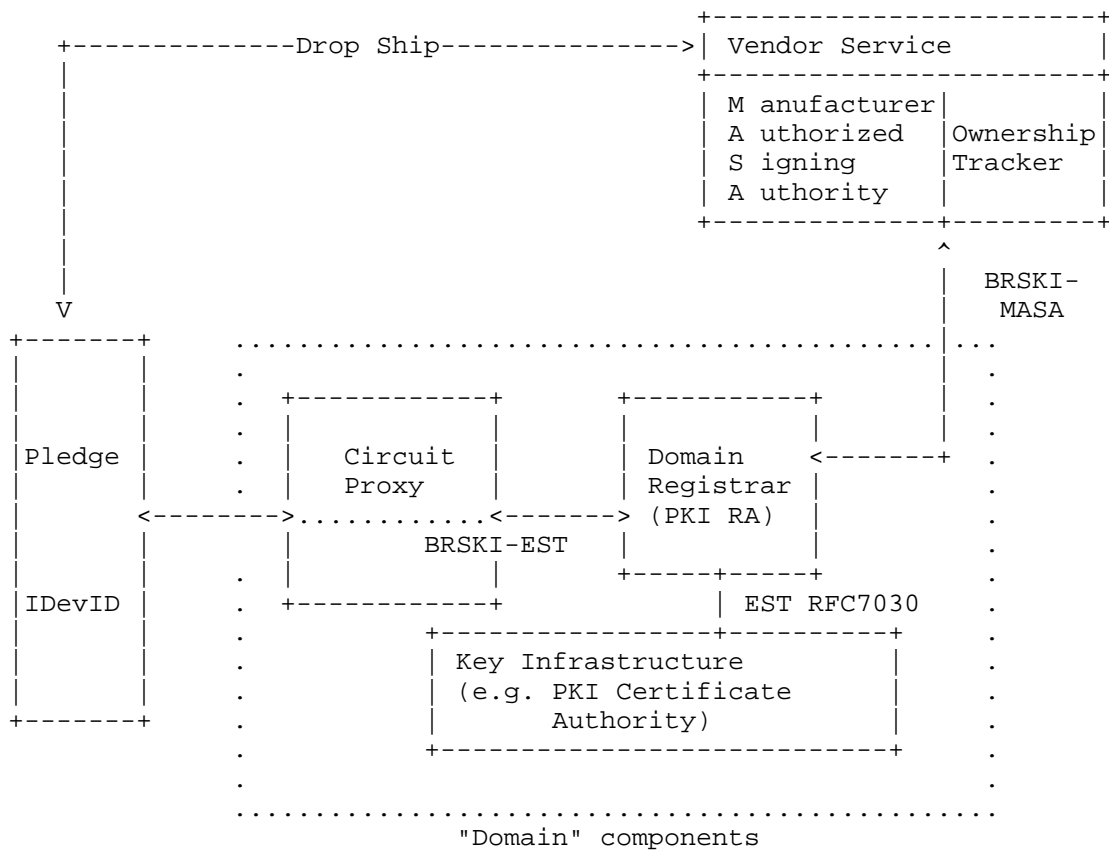 Drop Ship
Vendor Service
M anufacturer
A uthorized
S igning
A uthority
Ownership
Tracker
BRSKI-
MASA
Pledge
IDevID
Circuit
Proxy
Domain
Registrar
(PKI RA)
BRSKI-EST
EST RFC7030
Key Infrastructure
(e.g. PKI Certificate
Authority)
"Domain" components